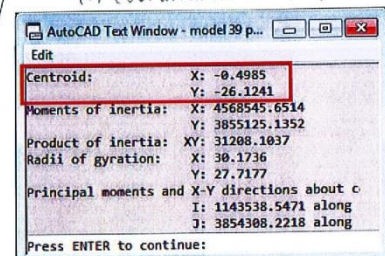 AutoCAD Text Window - model 39 p...
Edit
Centroid: X: -0.4985
Y: -26.1241
Moments of inertia: X: 4568545.6514
Y: 3855125.1352
Product of inertia: XY: 31208.1037
Radii of gyration: X: 30.1736
Y: 27.7177
Principal moments and X-Y directions about c
I: 1143538.5471 along
J: 3854308.2218 along
Press ENTER to continue: